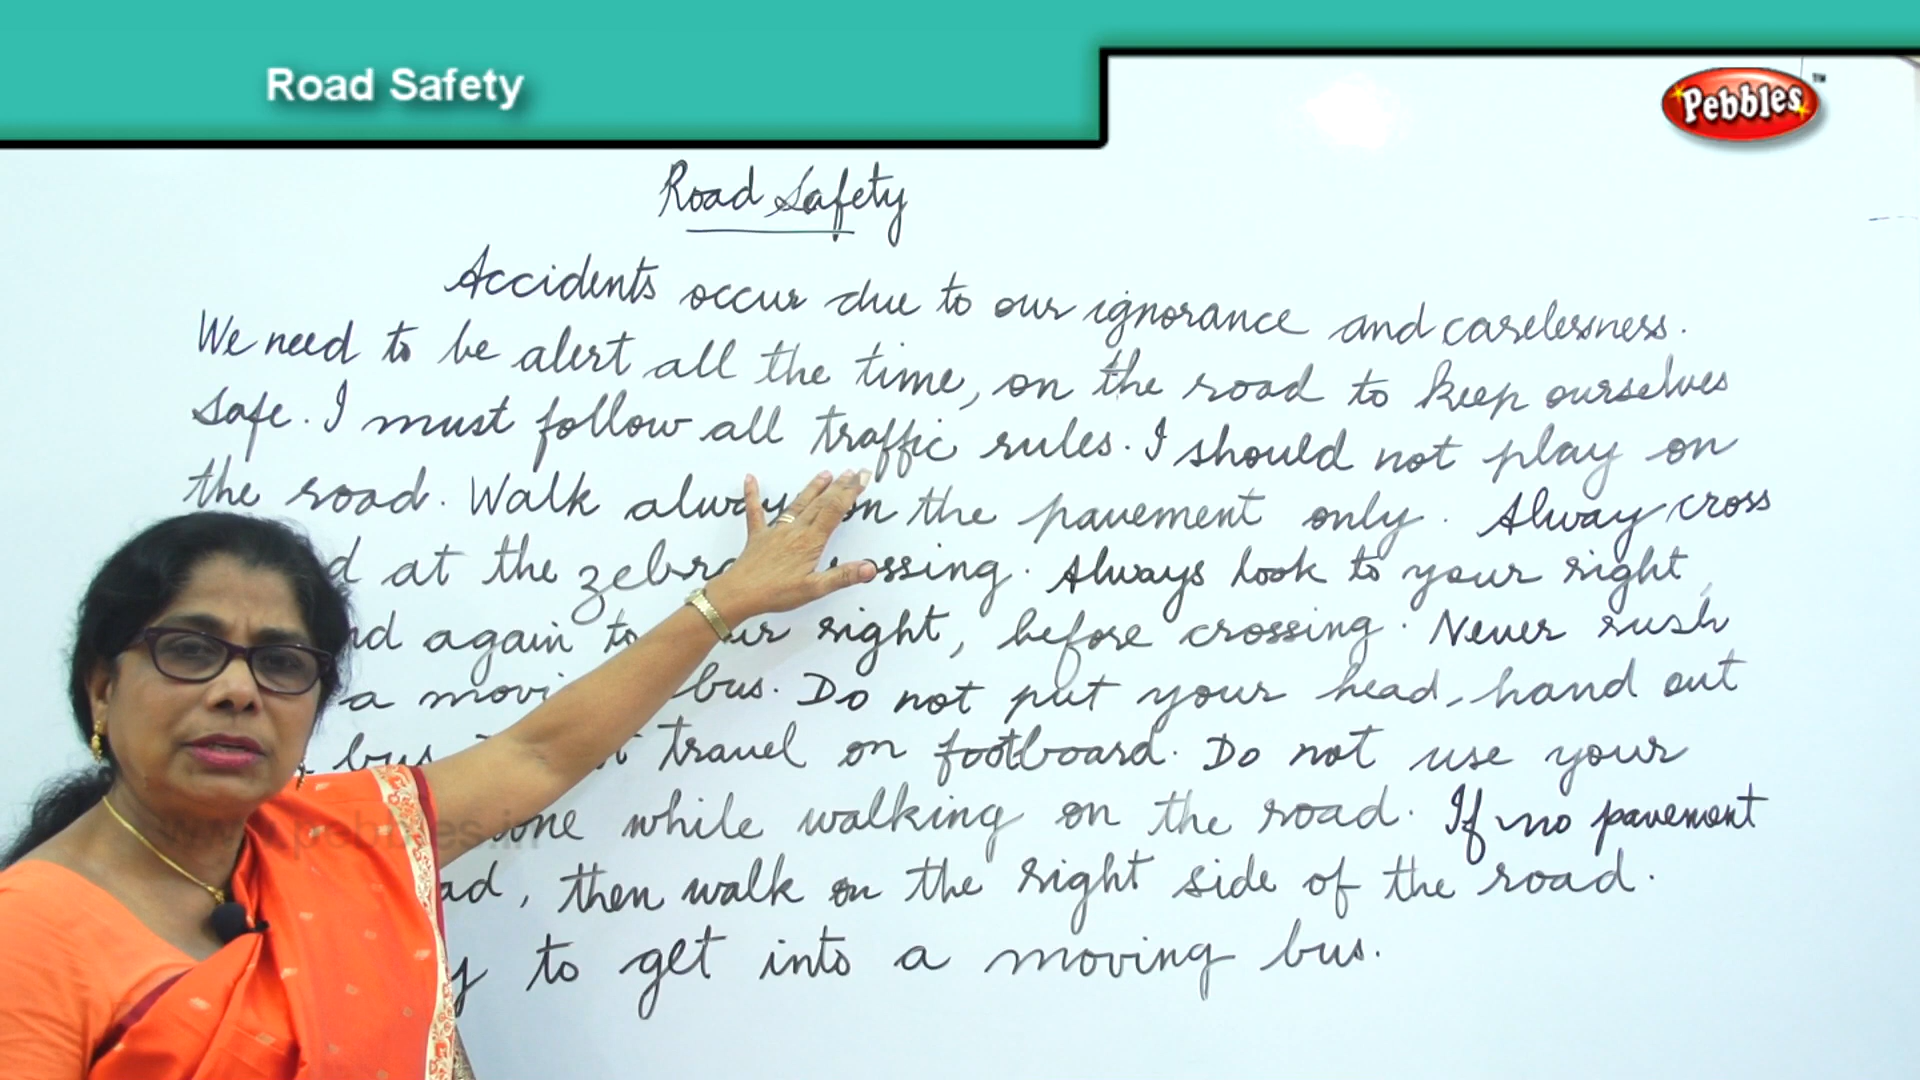 Road Safety
Pebbles™
Road Safety
Accidents occur due to our ignorance and carelessness.
We need to be alert all the time, on the road to keep ourselves
safe. I must follow all traffic rules. I should not play on
the road. Walk always on the pavement only. Alway cross
at the zebra crossing. Always look to your right,
again to right, before crossing. Never rush
a bus. Do not put your head, hand out
bus. travel on footboard. Do not use your
while walking on the road. If no pavement
then walk on the right side of the road.
to get into a moving bus.
www.pebbles.in